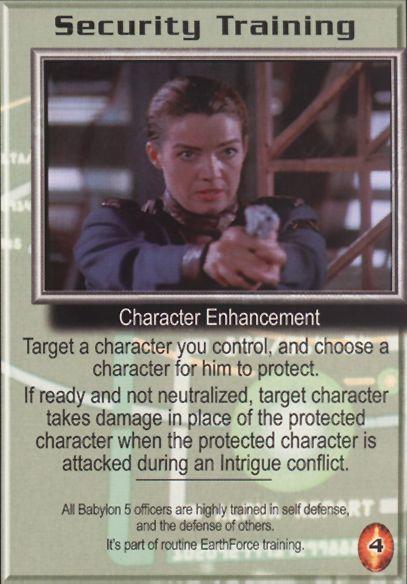 Security Training
Character Enhancement
Target a character you control, and choose a
character for him to protect.
If ready and not neutralized, target character
takes damage in place of the protected
character when the protected character is
attacked during an Intrigue conflict.
All Babylon 5 officers are highly trained in self defense,
and the defense of others.
It's part of routine EarthForce training.
4